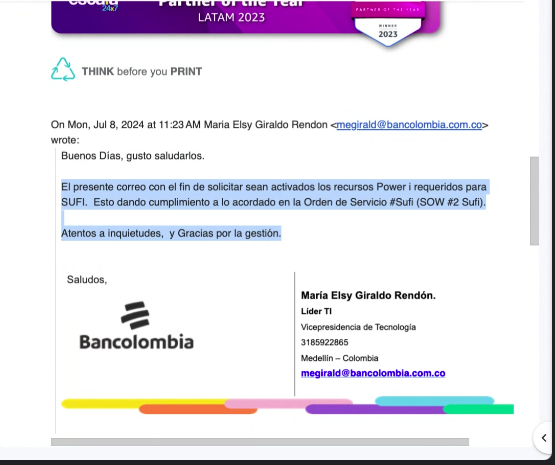 24x7
Partner of the Year
LATAM 2023
PARTNER OF THE YEAR
WINNER
2023
THINK before you PRINT
On Mon, Jul 8, 2024 at 11:23 AM Maria Elsy Giraldo Rendon <megirald@bancolombia.com.co>
wrote:
Buenos Días, gusto saludarlos.
El presente correo con el fin de solicitar sean activados los recursos Power i requeridos para
SUFI.  Esto dando cumplimiento a lo acordado en la Orden de Servicio #Sufi (SOW #2 Sufi).
Atentos a inquietudes,  y Gracias por la gestión.
Saludos,
Bancolombia
María Elsy Giraldo Rendón.
Lider TI
Vicepresidencia de Tecnología
3185922865
Medellín – Colombia
megirald@bancolombia.com.co